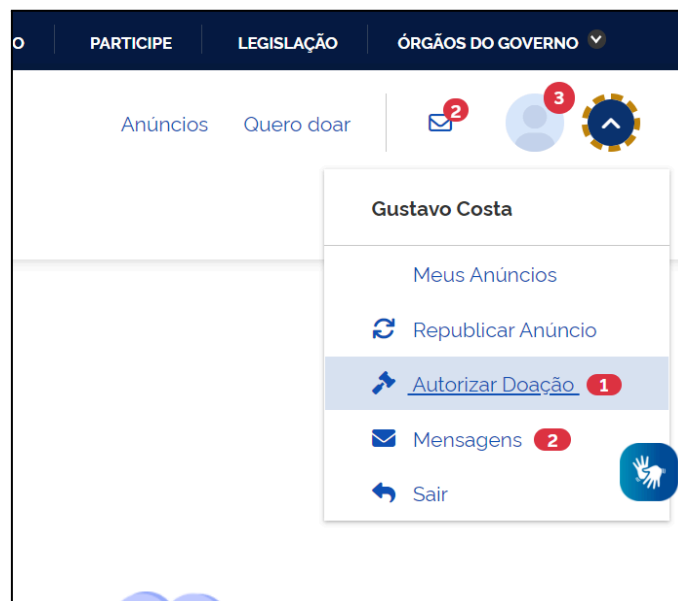 O PARTICIPE LEGISLAÇÃO ÓRGÃOS DO GOVERNO
Anúncios Quero doar 2 3
Gustavo Costa
Meus Anúncios
Republicar Anúncio
Autorizar Doação 1
Mensagens 2
Sair